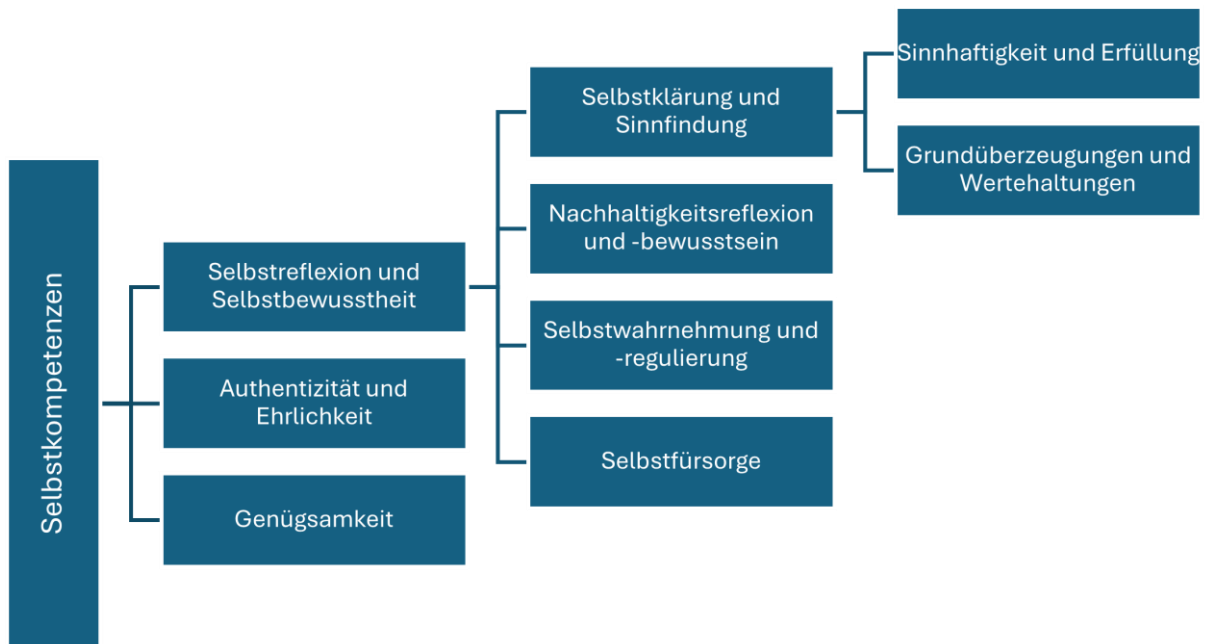 Selbstkompetenzen
Selbstreflexion und
Selbstbewusstheit
Authentizität und
Ehrlichkeit
Genügsamkeit
Selbstklärung und
Sinnfindung
Nachhaltigkeitsreflexion
und -bewusstsein
Selbstwahrnehmung und
-regulierung
Selbstfürsorge
Sinnhaftigkeit und Erfüllung
Grundüberzeugungen und
Wertehaltungen